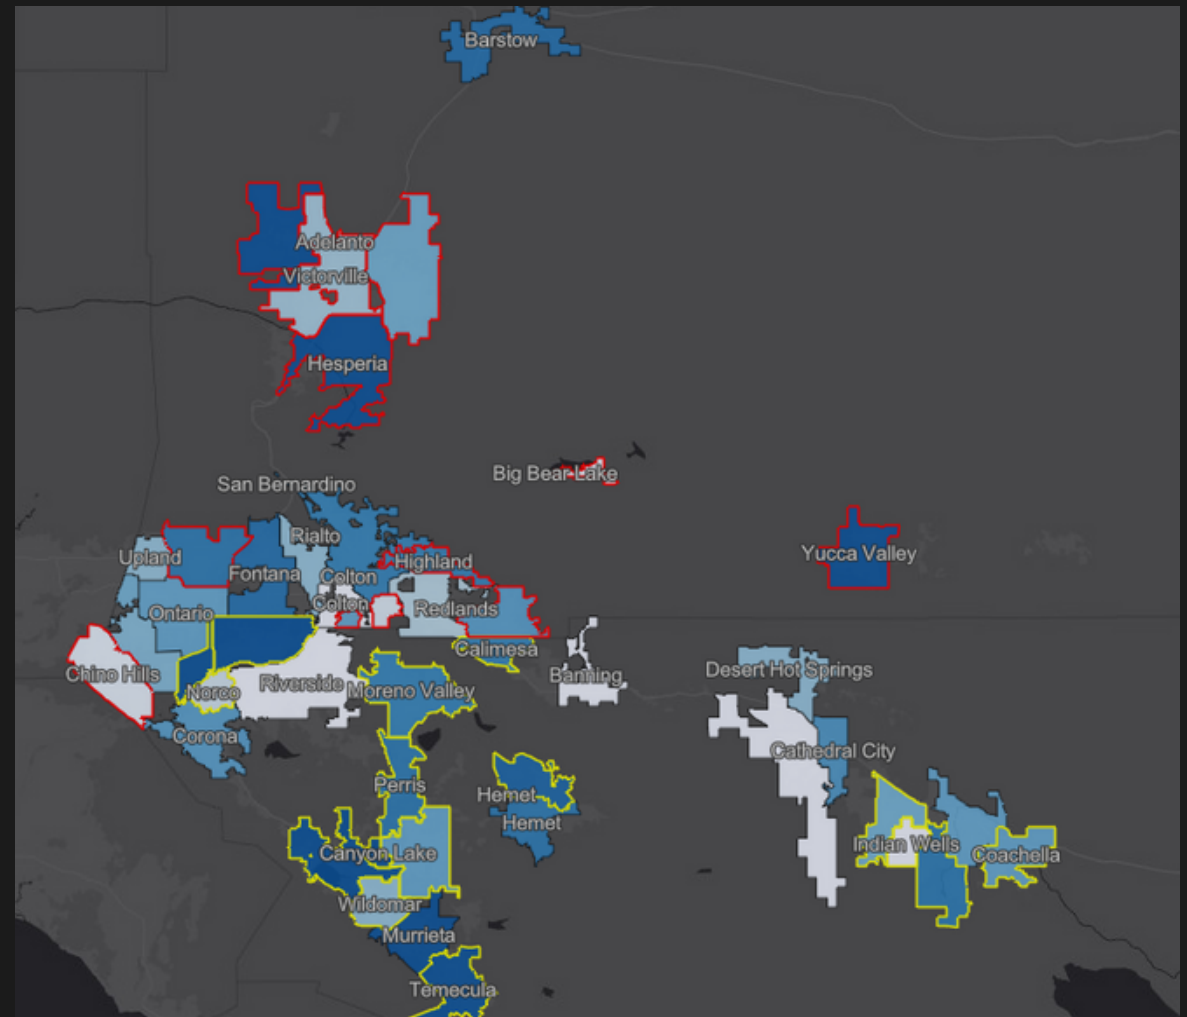 Barstow
Adelanto
Victorville
Hesperia
Big Bear Lake
San Bernardino
Rialto
Yucca Valley
Upland
Highland
Fontana
Colton
Colton
Redlands
Ontario
Calimesa
Chino Hills
Norco
Riverside
Moreno Valley
Banning
Desert Hot Springs
Corona
Cathedral City
Perris
Hemet
Hemet
Canyon Lake
Indian Wells
Coachella
Wildomar
Murrieta
Temecula